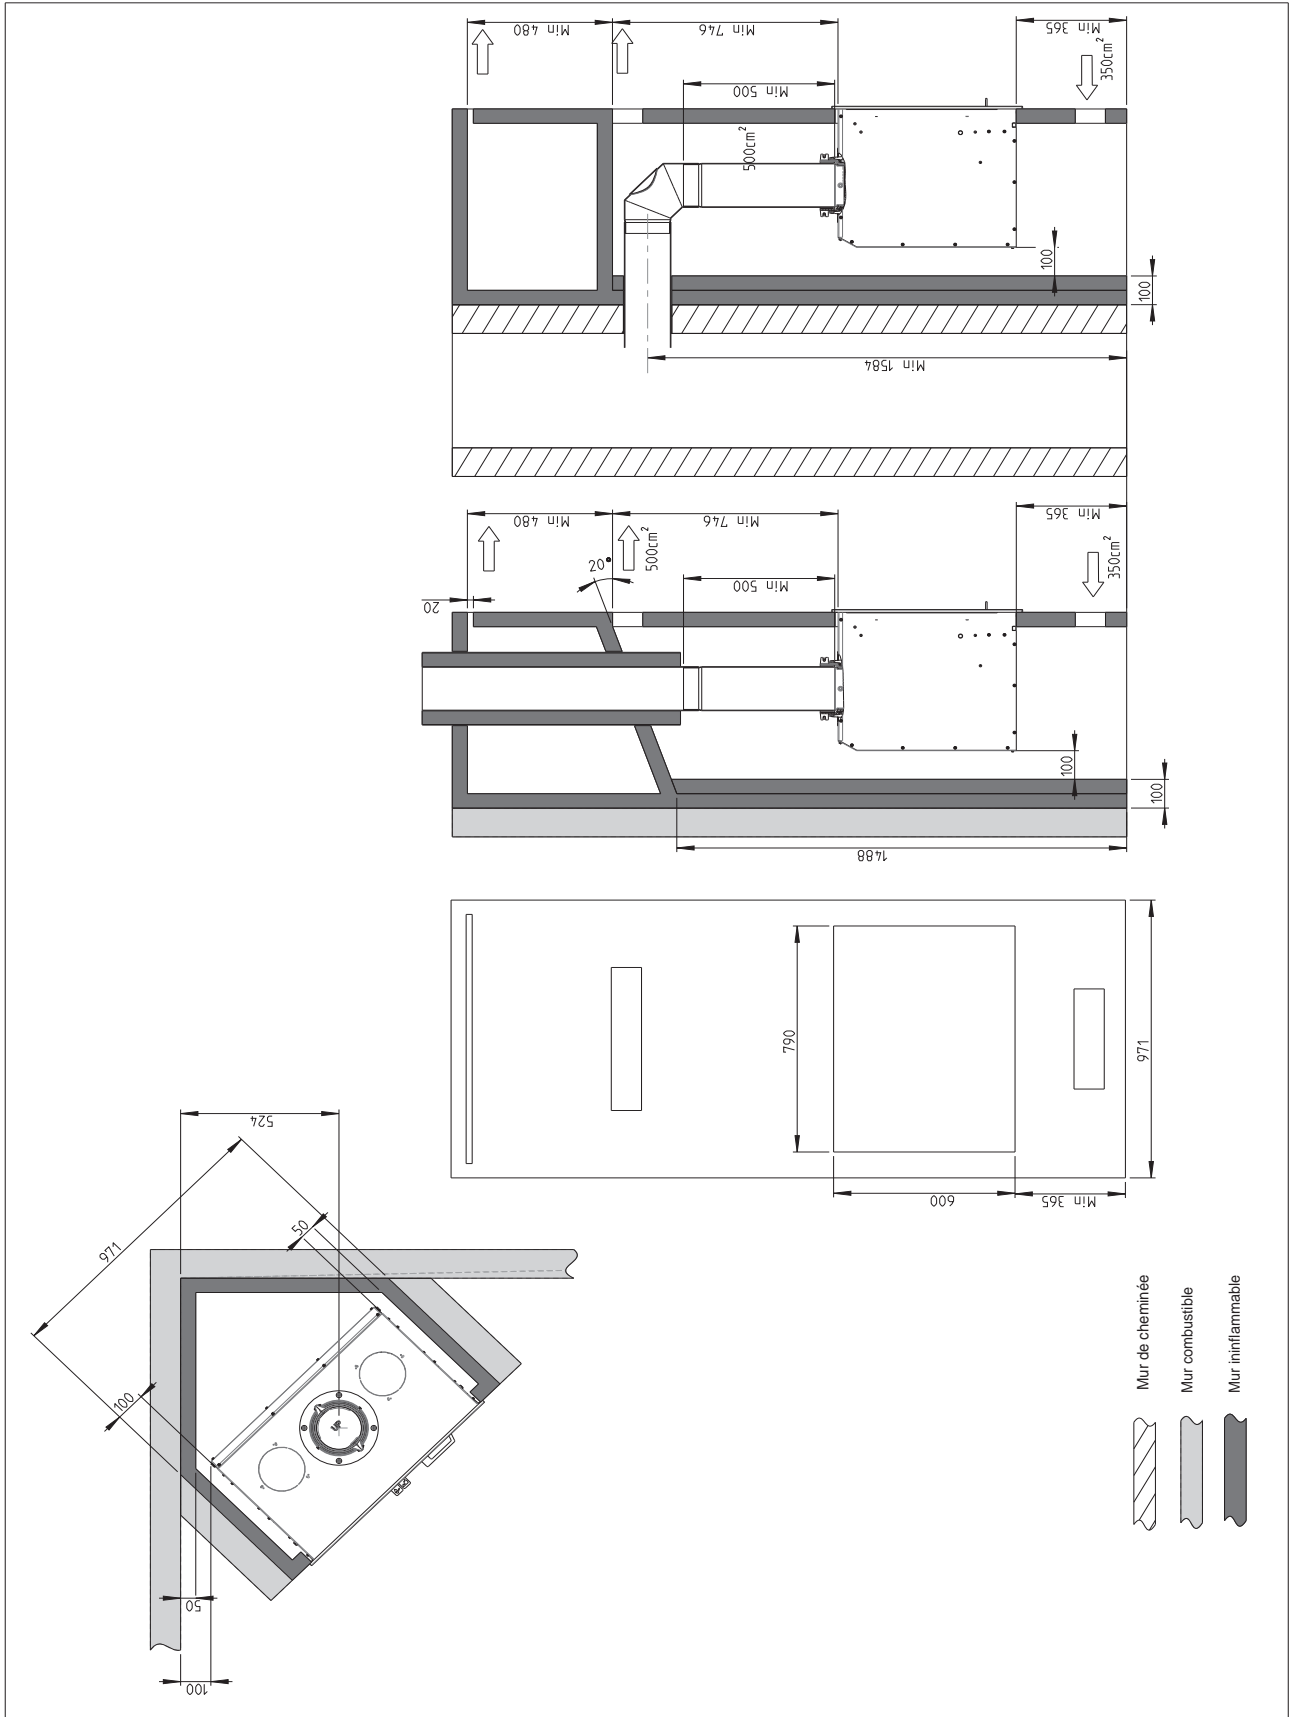 Min 480
Min 746
Min 365
350cm²
Min 500
500cm²
100
100
Min 1584
Min 480
Min 746
Min 365
500cm²
350cm²
20°
20
Min 500
100
100
1488
790
971
600
Min 365
524
971
50
100
50
100
Mur de cheminée
Mur combustible
Mur ininflammable